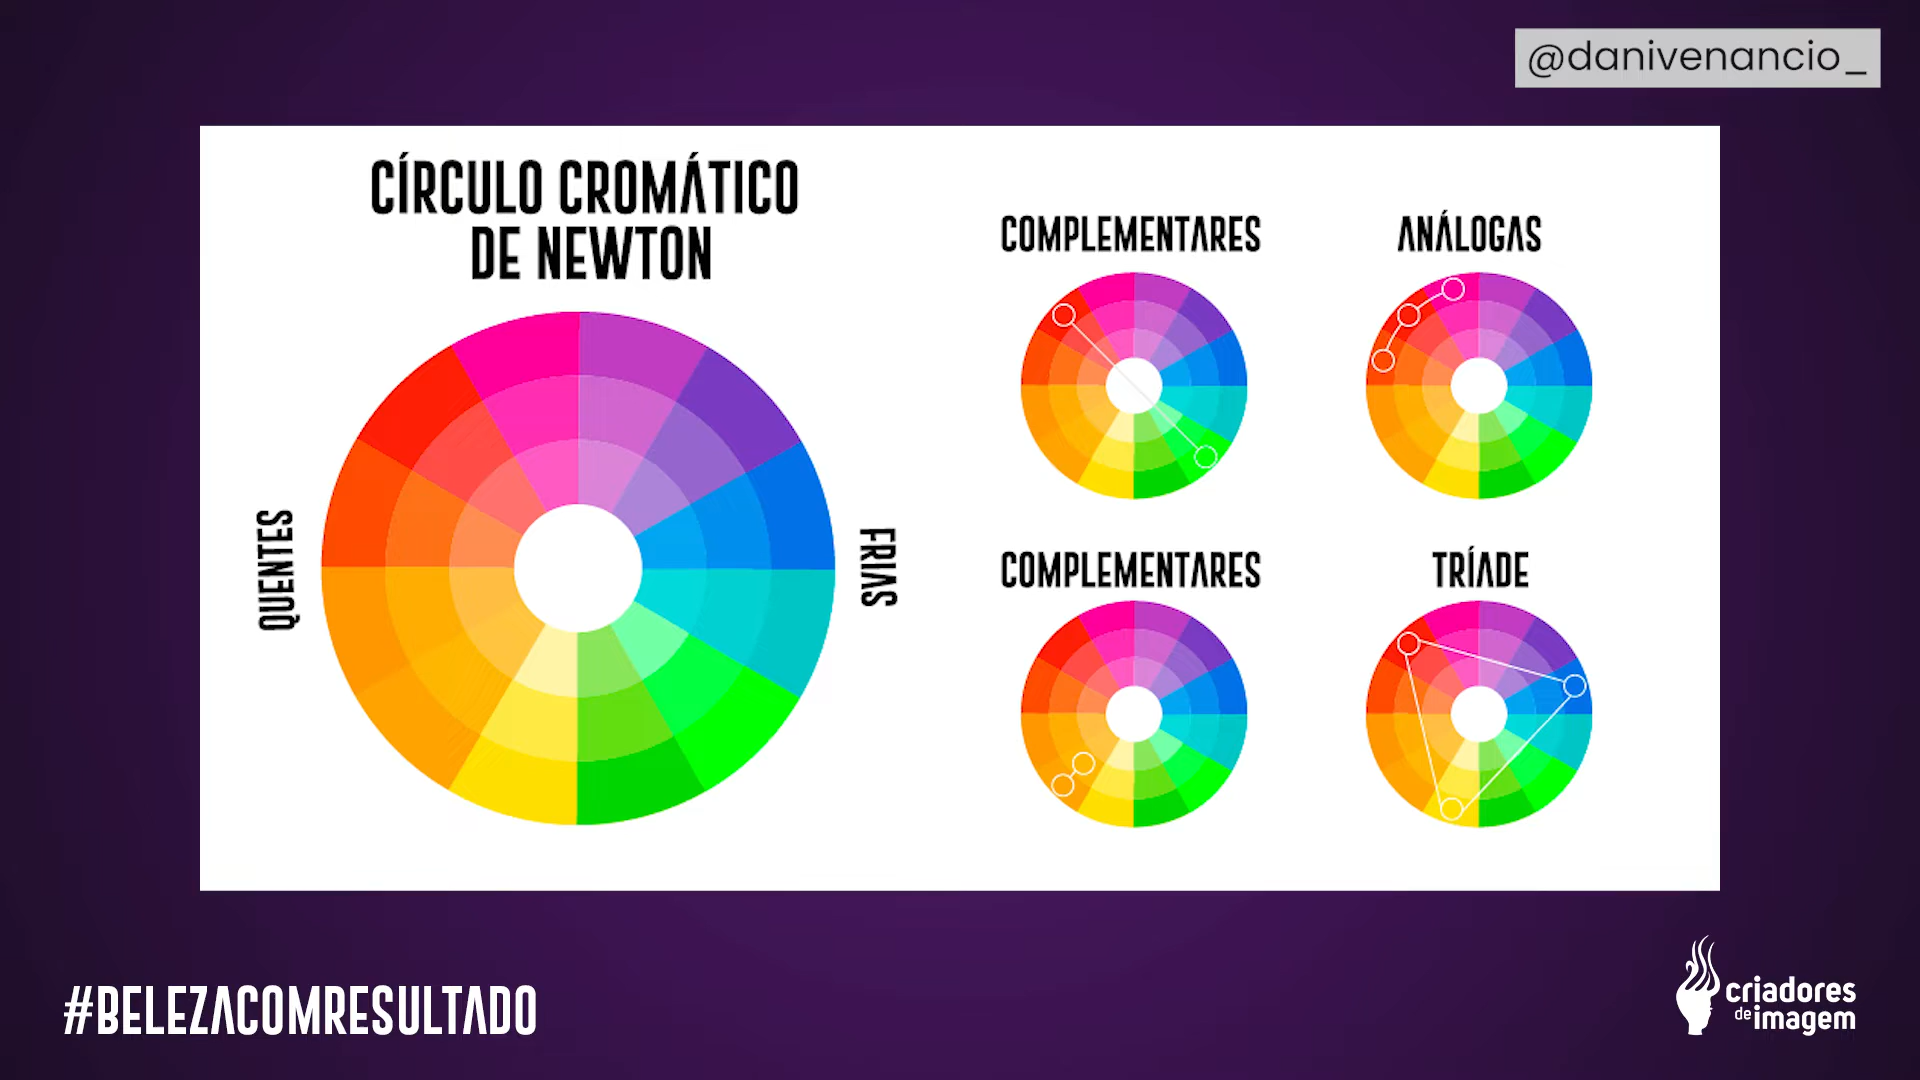 @danivenancio_
CÍRCULO CROMÁTICO
DE NEWTON
QUENTES
FRIAS
COMPLEMENTARES
ANÁLOGAS
COMPLEMENTARES
TRÍADE
#BELEZACOMRESULTADO
criadores
de imagem